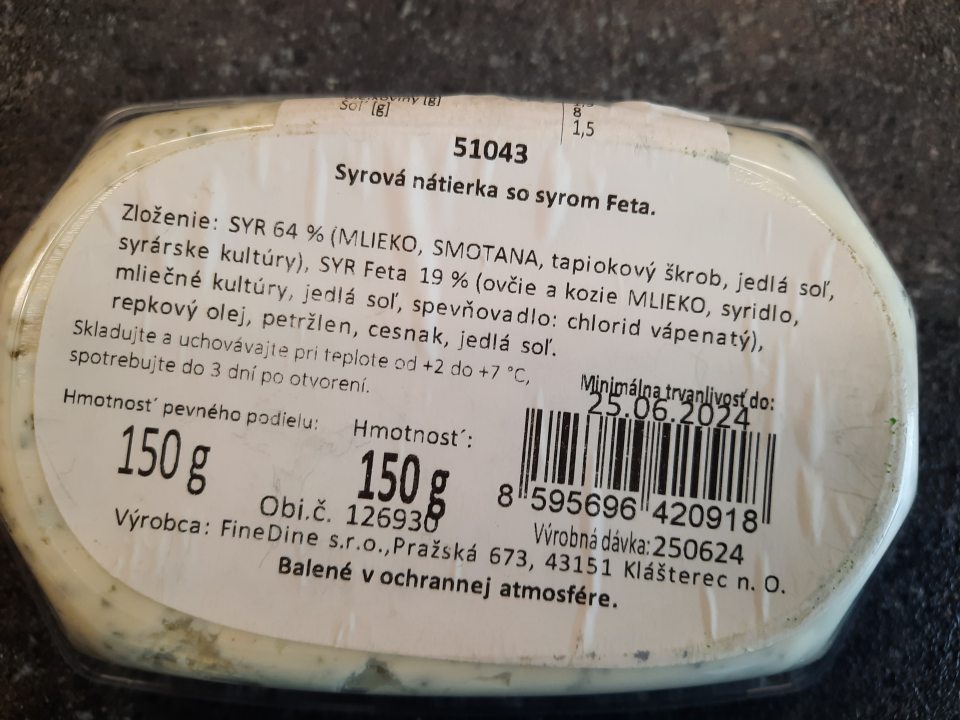 Soľ [g]
8
1,5
51043
Syrová nátierka so syrom Feta.
Zloženie: SYR 64 % (MLIEKO, SMOTANA, tapiokový škrob, jedlá soľ,
syrárske kultúry), SYR Feta 19 % (ovčie a kozie MLIEKO, syridlo,
mliečné kultúry, jedlá soľ, spevňovadlo: chlorid vápenatý),
repkový olej, petržlen, cesnak, jedlá soľ.
Skladujte a uchovávajte pri teplote od +2 do +7 °C,
spotrebujte do 3 dní po otvorení.
Minimálna trvanlivosť do:
25.06.2024
Hmotnost´ pevného podielu:
150 g
Hmotnost´:
150 g
8 595696 420918
Obj.č. 126930
Výrobná dávka: 250624
Výrobca: FineDine s.r.o.,Pražská 673, 43151 Klášterec n. O.
Balené v ochrannej atmosfére.